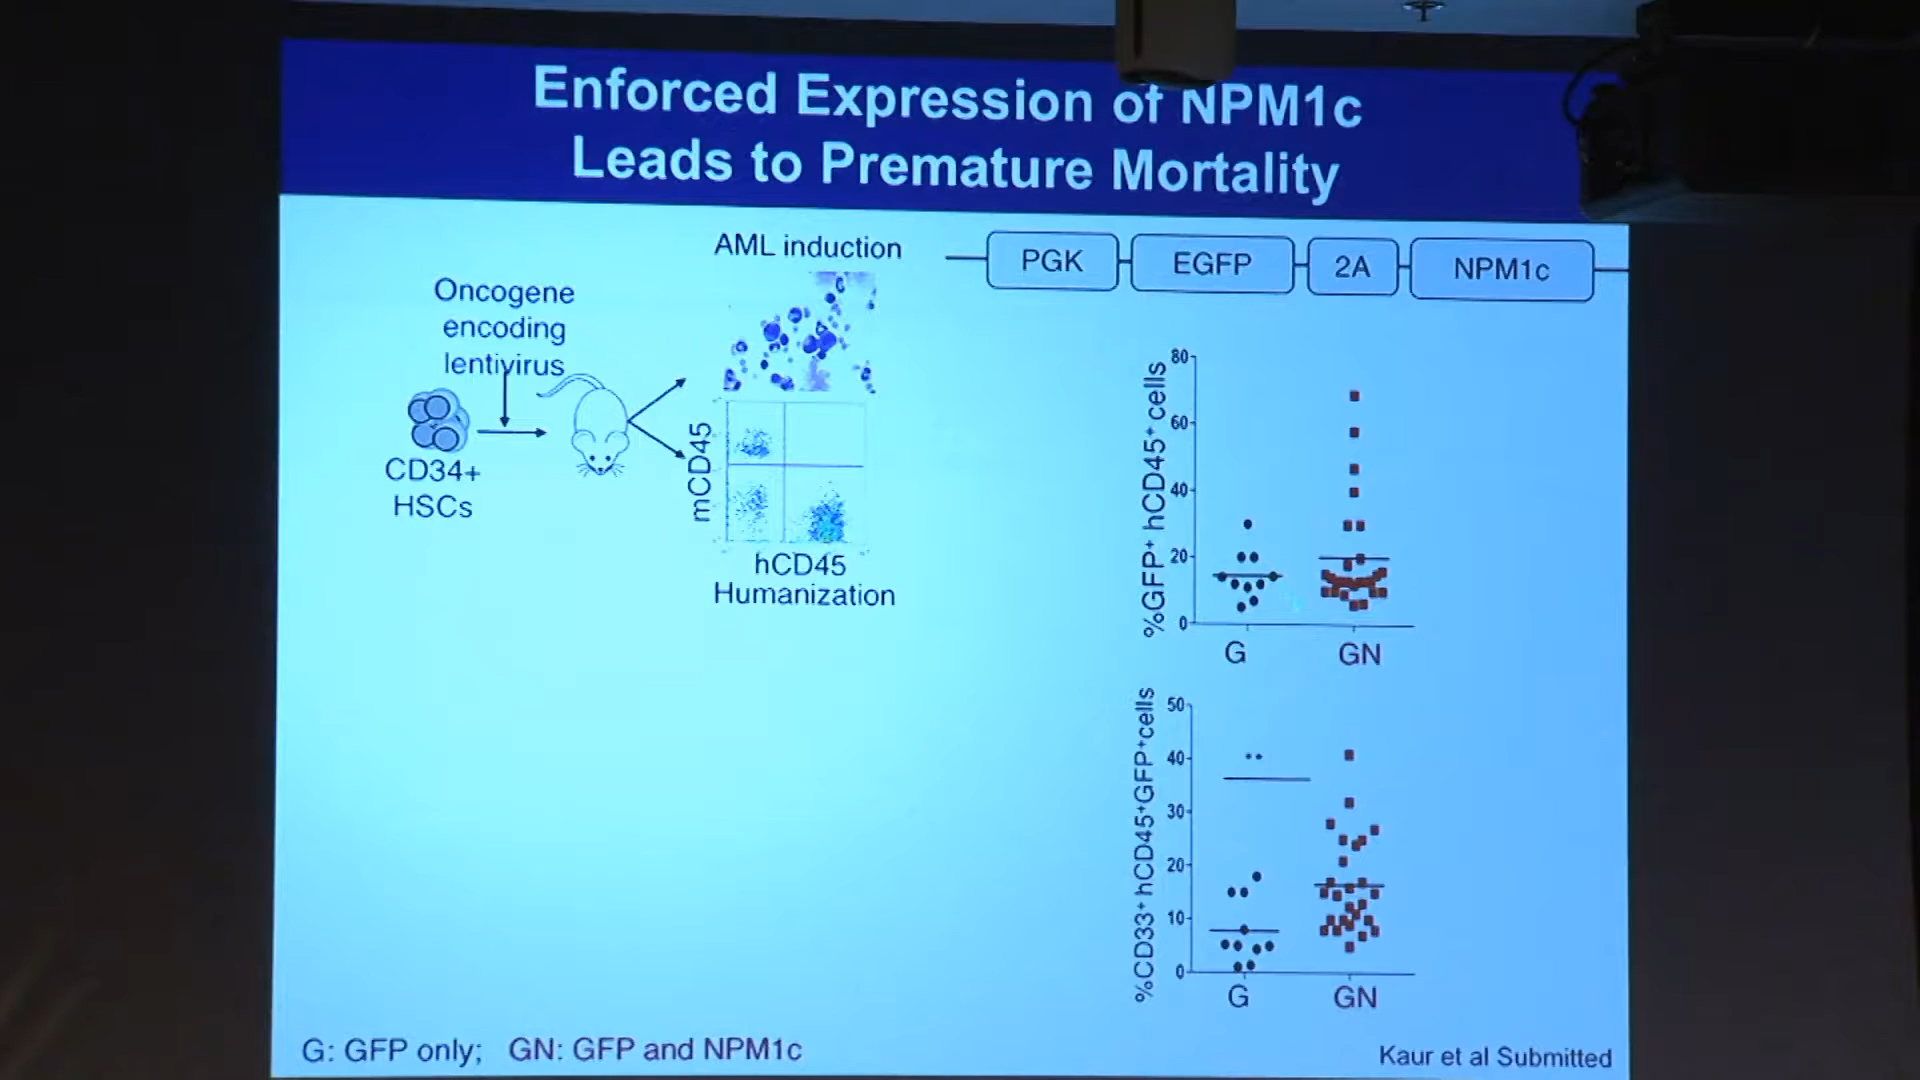 Enforced Expression of NPM1c
Leads to Premature Mortality
AML induction
Oncogene
encoding
lentivirus
CD34+
HSCs
mCD45
hCD45
Humanization
PGK
EGFP
2A
NPM1c
%GFP+ hCD45+ cells
80
60
40
20
0
G
GN
%CD33+ hCD45+GFP+cells
50
40
30
20
10
0
**
G
GN
G: GFP only; GN: GFP and NPM1c
Kaur et al Submitted